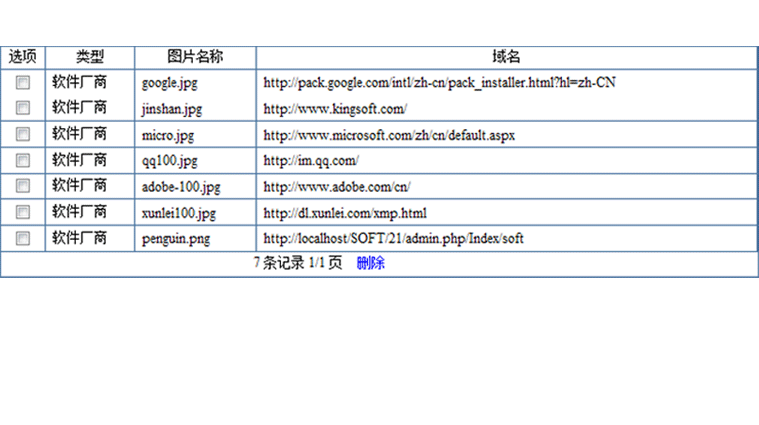 选项 类型 图片名称 域名
软件厂商 google.jpg http://pack.google.com/intl/zh-cn/pack_installer.html?hl=zh-CN
软件厂商 jinshan.jpg http://www.kingsoft.com/
软件厂商 micro.jpg http://www.microsoft.com/zh/cn/default.aspx
软件厂商 qq100.jpg http://im.qq.com/
软件厂商 adobe-100.jpg http://www.adobe.com/cn/
软件厂商 xunlei100.jpg http://dl.xunlei.com/xmp.html
软件厂商 penguin.png http://localhost/SOFT/21/admin.php/Index/soft
7 条记录 1/1 页 删除